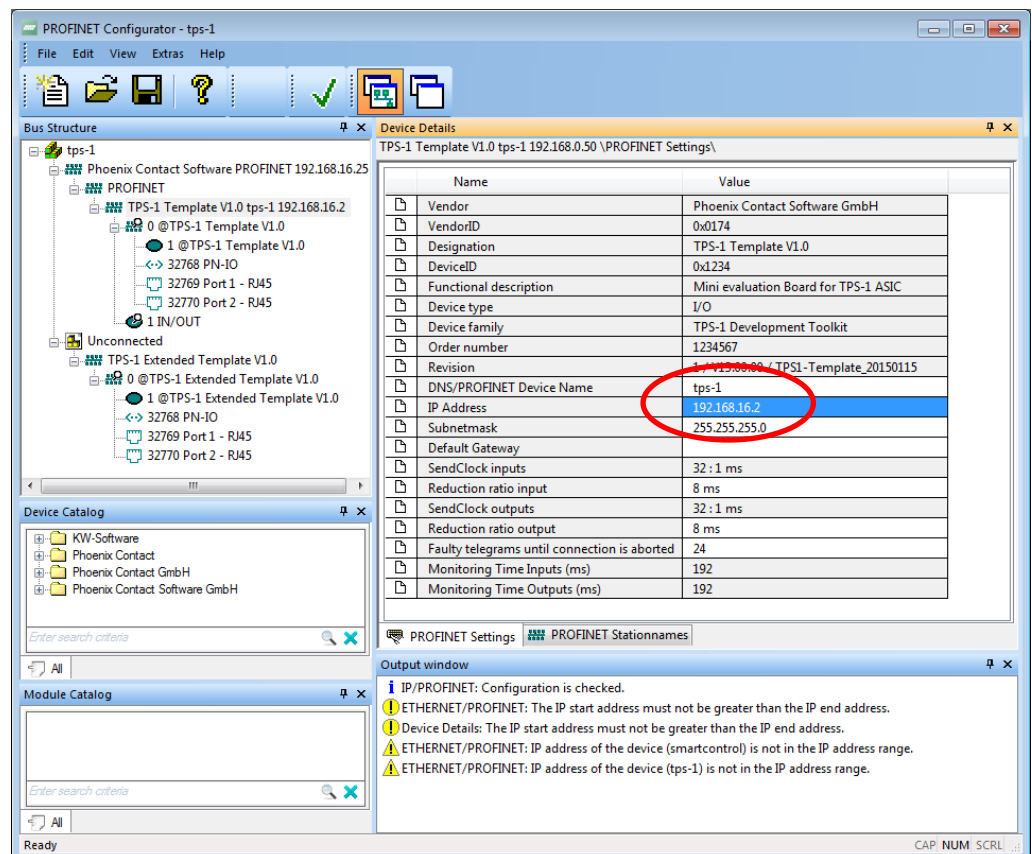 PROFINET Configurator - tps-1
File Edit View Extras Help
Bus Structure
tps-1
Phoenix Contact Software PROFINET 192.168.16.25
PROFINET
TPS-1 Template V1.0 tps-1 192.168.16.2
0 @TPS-1 Template V1.0
1 @TPS-1 Template V1.0
32768 PN-IO
32769 Port 1 - RJ45
32770 Port 2 - RJ45
1 IN/OUT
Unconnected
TPS-1 Extended Template V1.0
0 @TPS-1 Extended Template V1.0
1 @TPS-1 Extended Template V1.0
32768 PN-IO
32769 Port 1 - RJ45
32770 Port 2 - RJ45
Device Catalog
KW-Software
Phoenix Contact
Phoenix Contact GmbH
Phoenix Contact Software GmbH
Enter search criteria
All
Module Catalog
Enter search criteria
All
Device Details
TPS-1 Template V1.0 tps-1 192.168.0.50 \PROFINET Settings\
Name Value
Vendor Phoenix Contact Software GmbH
VendorID 0x0174
Designation TPS-1 Template V1.0
DeviceID 0x1234
Functional description Mini evaluation Board for TPS-1 ASIC
Device type I/O
Device family TPS-1 Development Toolkit
Order number 1234567
Revision 1 / V15.00.00 / TPS1-Template_20150115
DNS/PROFINET Device Name tps-1
IP Address 192.168.16.2
Subnetmask 255.255.255.0
Default Gateway
SendClock inputs 32 : 1 ms
Reduction ratio input 8 ms
SendClock outputs 32 : 1 ms
Reduction ratio output 8 ms
Faulty telegrams until connection is aborted 24
Monitoring Time Inputs (ms) 192
Monitoring Time Outputs (ms) 192
PROFINET Settings PROFINET Stationnames
Output window
IP/PROFINET: Configuration is checked.
ETHERNET/PROFINET: The IP start address must not be greater than the IP end address.
Device Details: The IP start address must not be greater than the IP end address.
ETHERNET/PROFINET: IP address of the device (smartcontrol) is not in the IP address range.
ETHERNET/PROFINET: IP address of the device (tps-1) is not in the IP address range.
Ready CAP NUM SCRL